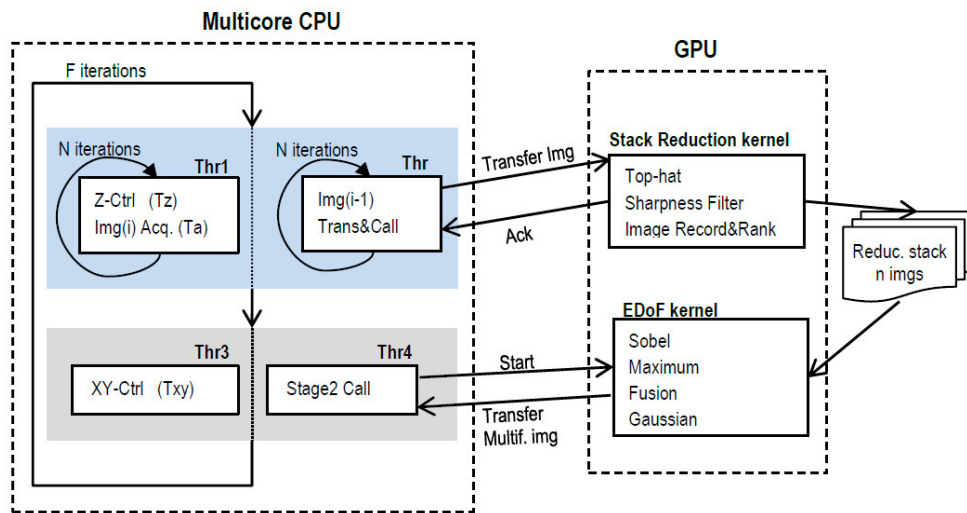 Multicore CPU
GPU
F iterations
N iterations
Thr1
Z-Ctrl (Tz)
Img(i) Acq. (Ta)
N iterations
Thr
Img(i-1)
Trans&Call
Transfer Img
Ack
Stack Reduction kernel
Top-hat
Sharpness Filter
Image Record&Rank
Reduc. stack
n imgs
Thr3
XY-Ctrl (Txy)
Thr4
Stage2 Call
Start
Transfer
Multif. img
EDoF kernel
Sobel
Maximum
Fusion
Gaussian